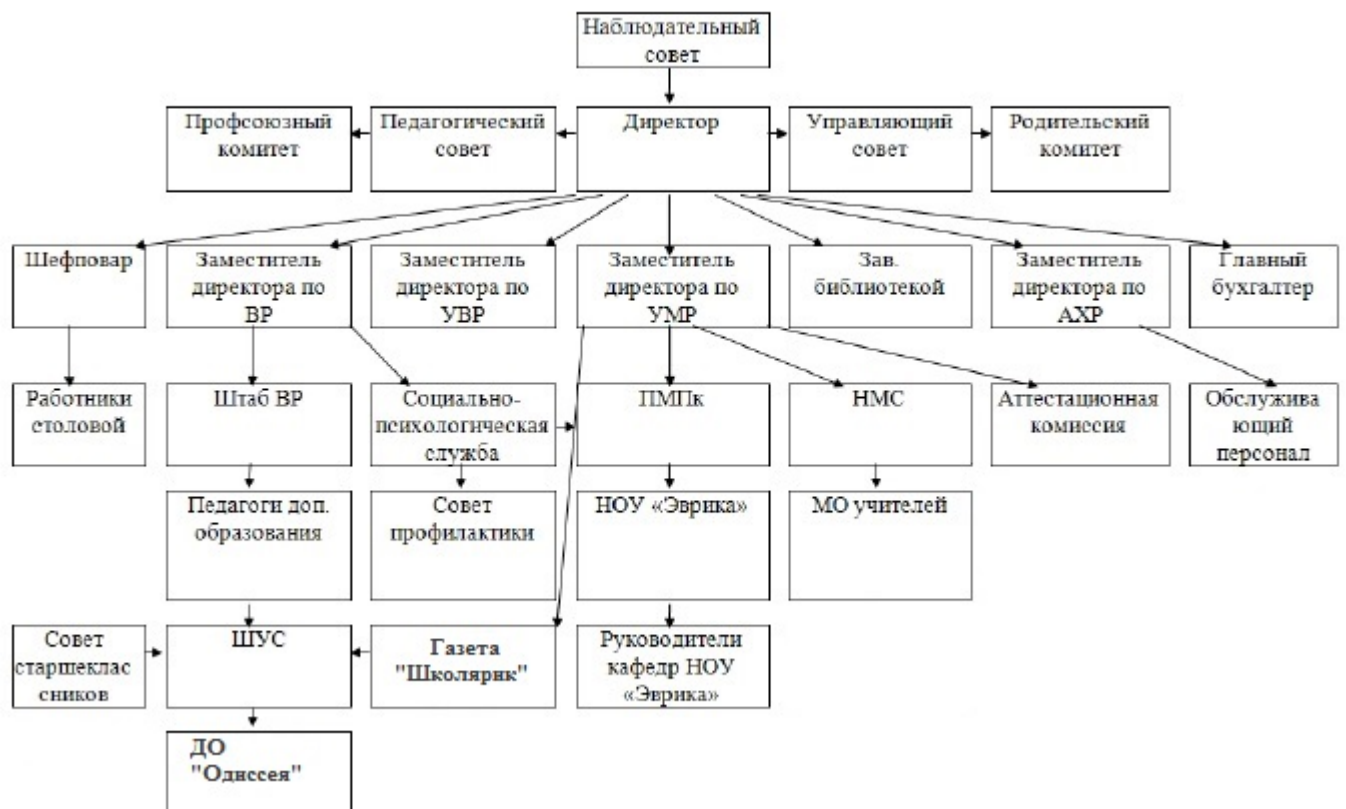 Наблюдательный
совет
Профсоюзный
комитет
Педагогический
совет
Директор
Управляющий
совет
Родительский
комитет
Шефповар
Заместитель
директора по
ВР
Заместитель
директора по
УВР
Заместитель
директора по
УМР
Зав.
библиотекой
Заместитель
директора по
АХР
Главный
бухгалтер
Работники
столовой
Штаб ВР
Социально-
психологическая
служба
ПМПк
НМС
Аттестационная
комиссия
Обслужива
ющий
персонал
Педагоги доп.
образования
Совет
профилактики
НОУ «Эврика»
МО учителей
Совет
старшеклас
сников
ШУС
Газета
"Школярик"
Руководители
кафедр НОУ
«Эврика»
ДО
"Одиссея"